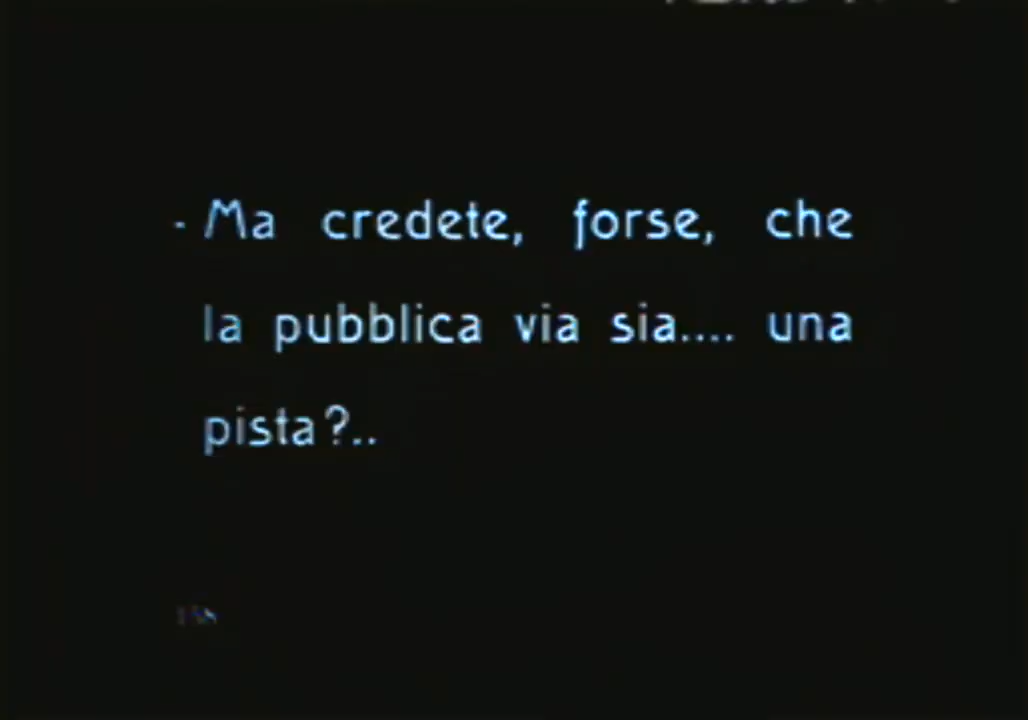 - Ma credete, forse, che
la pubblica via sia.... una
pista?..